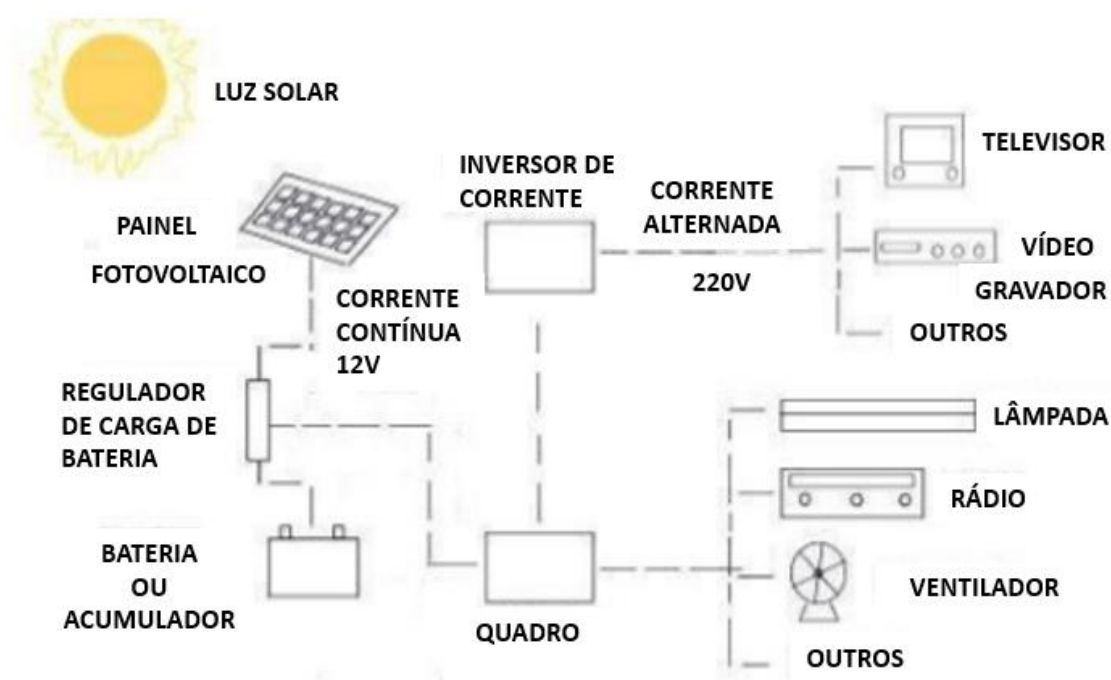 LUZ SOLAR
PAINEL
FOTOVOLTAICO
INVERSOR DE
CORRENTE
CORRENTE
ALTERNADA
220V
TELEVISOR
VÍDEO
GRAVADOR
OUTROS
CORRENTE
CONTÍNUA
12V
REGULADOR
DE CARGA DE
BATERIA
BATERIA
OU
ACUMULADOR
QUADRO
LÂMPADA
RÁDIO
VENTILADOR
OUTROS